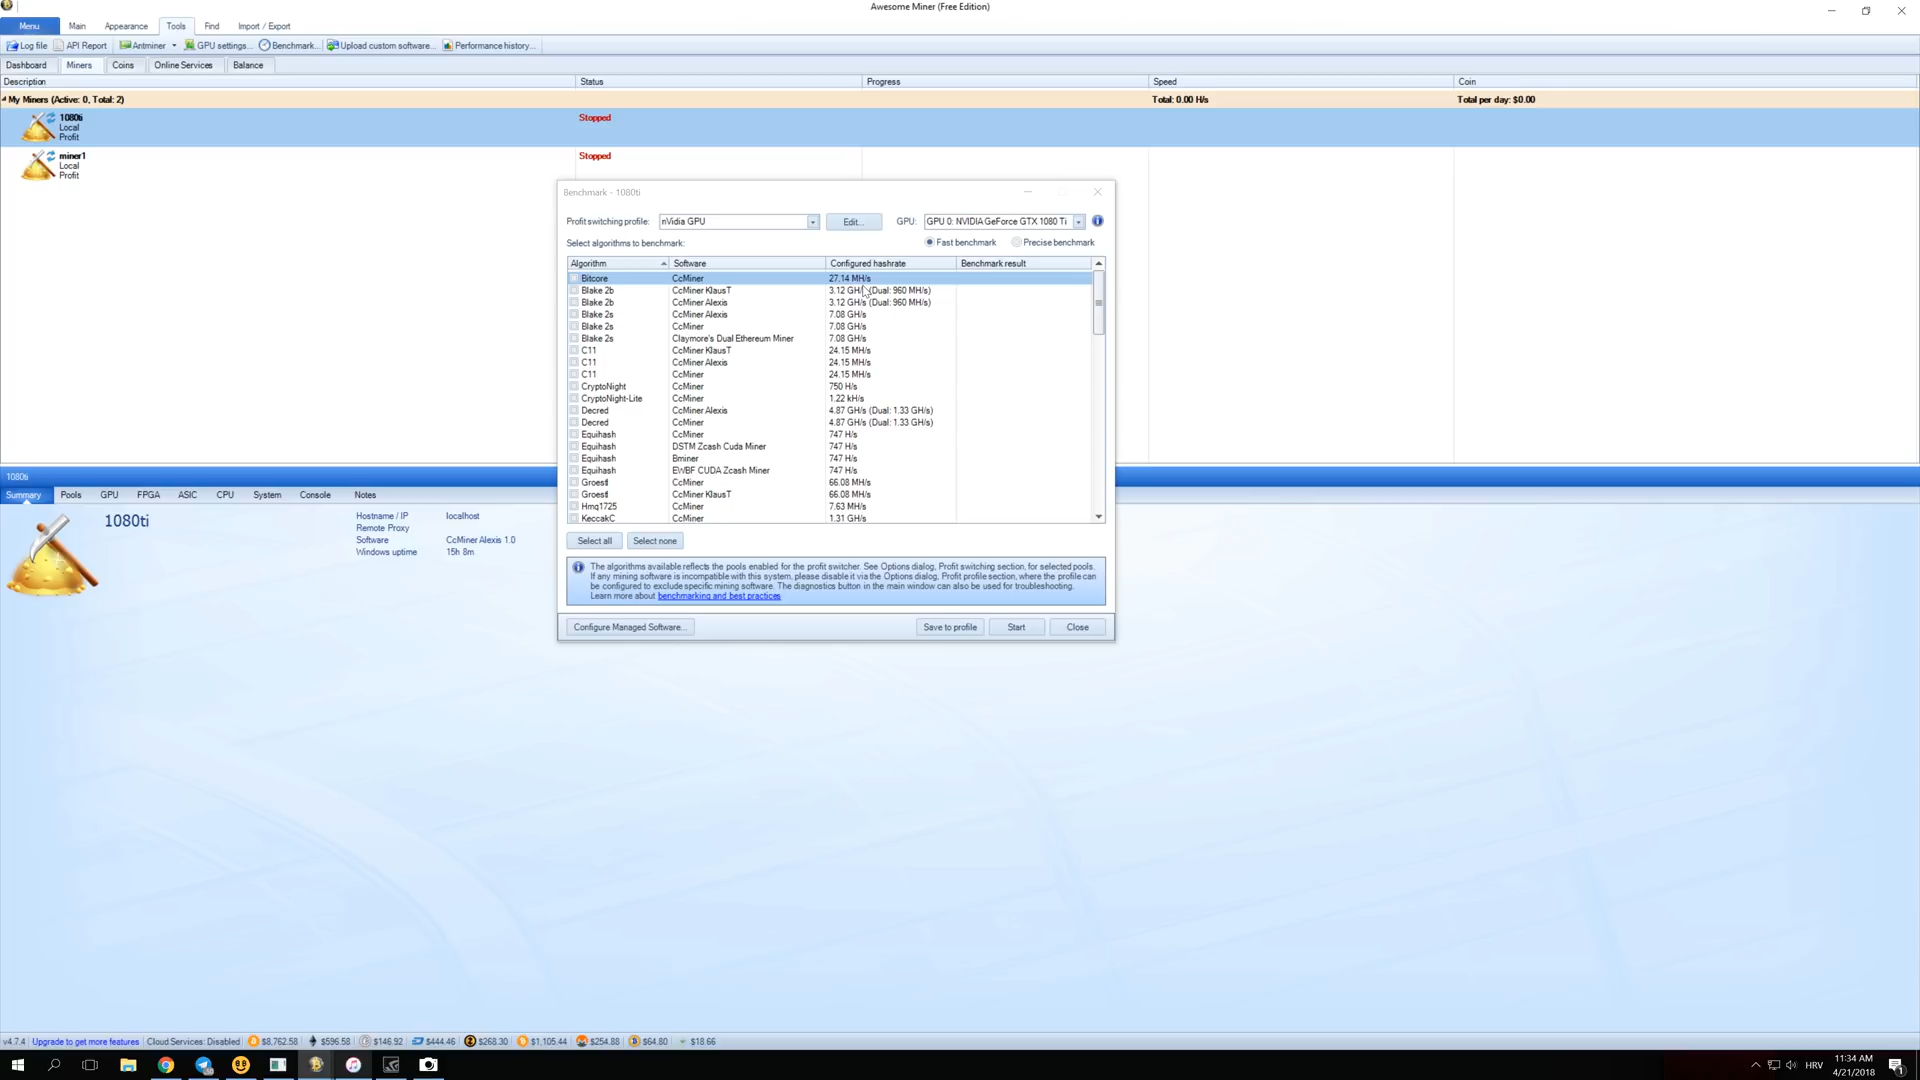 Awesome Miner (Free Edition)
Menu Main Appearance Tools Find Import / Export
Log file API Report Antminer GPU settings... Benchmark... Upload custom software... Performance history...
Dashboard Miners Coins Online Services Balance
Description Status Progress Speed Coin
My Miners (Active: 0, Total: 2) Total: 0.00 H/s Total per day: $0.00
1080ti Stopped
Local
Profit
miner1 Stopped
Local
Profit
Benchmark - 1080ti
Profit switching profile: nVidia GPU Edit... GPU: GPU 0: NVIDIA GeForce GTX 1080 Ti
Select algorithms to benchmark: Fast benchmark Precise benchmark
Algorithm Software Configured hashrate Benchmark result
Bitcore CcMiner 27.14 MH/s
Blake 2b CcMiner KlausT 3.12 GH/s (Dual: 960 MH/s)
Blake 2b CcMiner Alexis 3.12 GH/s (Dual: 960 MH/s)
Blake 2s CcMiner Alexis 7.08 GH/s
Blake 2s CcMiner 7.08 GH/s
Blake 2s Claymore's Dual Ethereum Miner 7.08 GH/s
C11 CcMiner KlausT 24.15 MH/s
C11 CcMiner Alexis 24.15 MH/s
C11 CcMiner 24.15 MH/s
CryptoNight CcMiner 750 H/s
CryptoNight-Lite CcMiner 1.22 kH/s
Decred CcMiner Alexis 4.87 GH/s (Dual: 1.33 GH/s)
Decred CcMiner 4.87 GH/s (Dual: 1.33 GH/s)
Equihash CcMiner 747 H/s
Equihash DSTM Zcash Cuda Miner 747 H/s
Equihash Bminer 747 H/s
Equihash EWBF CUDA Zcash Miner 747 H/s
Groestl CcMiner 66.08 MH/s
Groestl CcMiner KlausT 66.08 MH/s
Hmq1725 CcMiner 7.63 MH/s
KeccakC CcMiner 1.31 GH/s
Select all Select none
The algorithms available reflects the pools enabled for the profit switcher. See Options dialog, Profit switching section, for selected pools.
If any mining software is incompatible with this system, please disable it via the Options dialog, Profit profile section, where the profile can
be configured to exclude specific mining software. The diagnostics button in the main window can also be used for troubleshooting.
Learn more about benchmarking and best practices
Configure Managed Software... Save to profile Start Close
1080ti
Summary Pools GPU FPGA ASIC CPU System Console Notes
1080ti
Hostname / IP localhost
Remote Proxy
Software CcMiner Alexis 1.0
Windows uptime 15h 8m
v4.7.4 Upgrade to get more features Cloud Services: Disabled $8,762.58 $596.58 $146.92 $444.46 $268.30 $1,105.44 $254.88 $64.80 $18.66
HRV 11:34 AM
4/21/2018